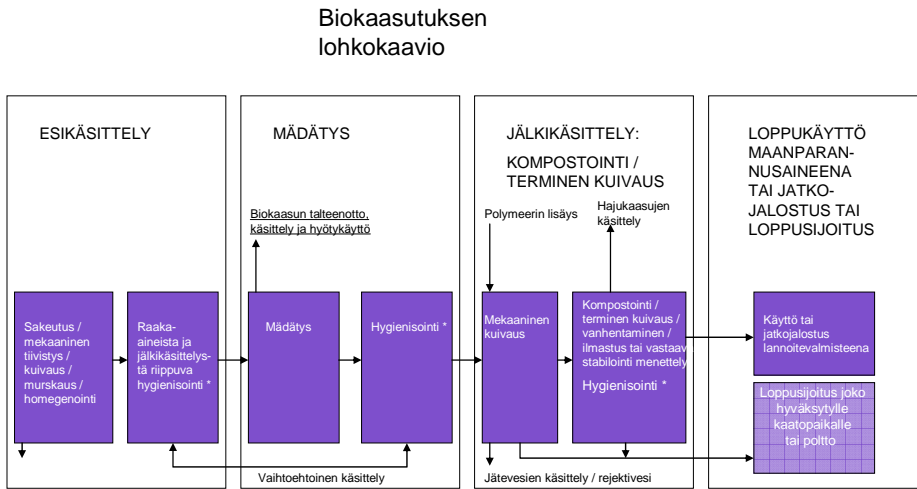 Biokaasutuksen
lohkokaavio
ESIKÄSITTELY
MÄDÄTYS
JÄLKIKÄSITTELY:
KOMPOSTOINTI /
TERMINEN KUIVAUS
LOPPUKÄYTTÖ
MAANPARAN-
NUSAINEENA
TAI JATKO-
JALOSTUS TAI
LOPPUSIJOITUS
Biokaasun talteenotto,
käsittely ja hyötykäyttö
Polymeerin lisäys
Hajukaasujen
käsittely
Sakeutus /
mekaaninen
tiivistys /
kuivaus /
murskaus /
homegenointi
Raaka-
aineista ja
jälkikäsittelys-
tä riippuva
hygienisointi *
Mädätys
Hygienisointi *
Mekaaninen
kuivaus
Kompostointi /
terminen kuivaus /
vanhentaminen /
ilmastus tai vastaava
stabilointi menettely
Hygienisointi *
Käyttö tai
jatkojalostus
lannoitevalmisteena
Loppusijoitus joko
hyväksytylle
kaatopaikalle
tai poltto
Vaihtoehtoinen käsittely
Jätevesien käsittely / rejektivesi